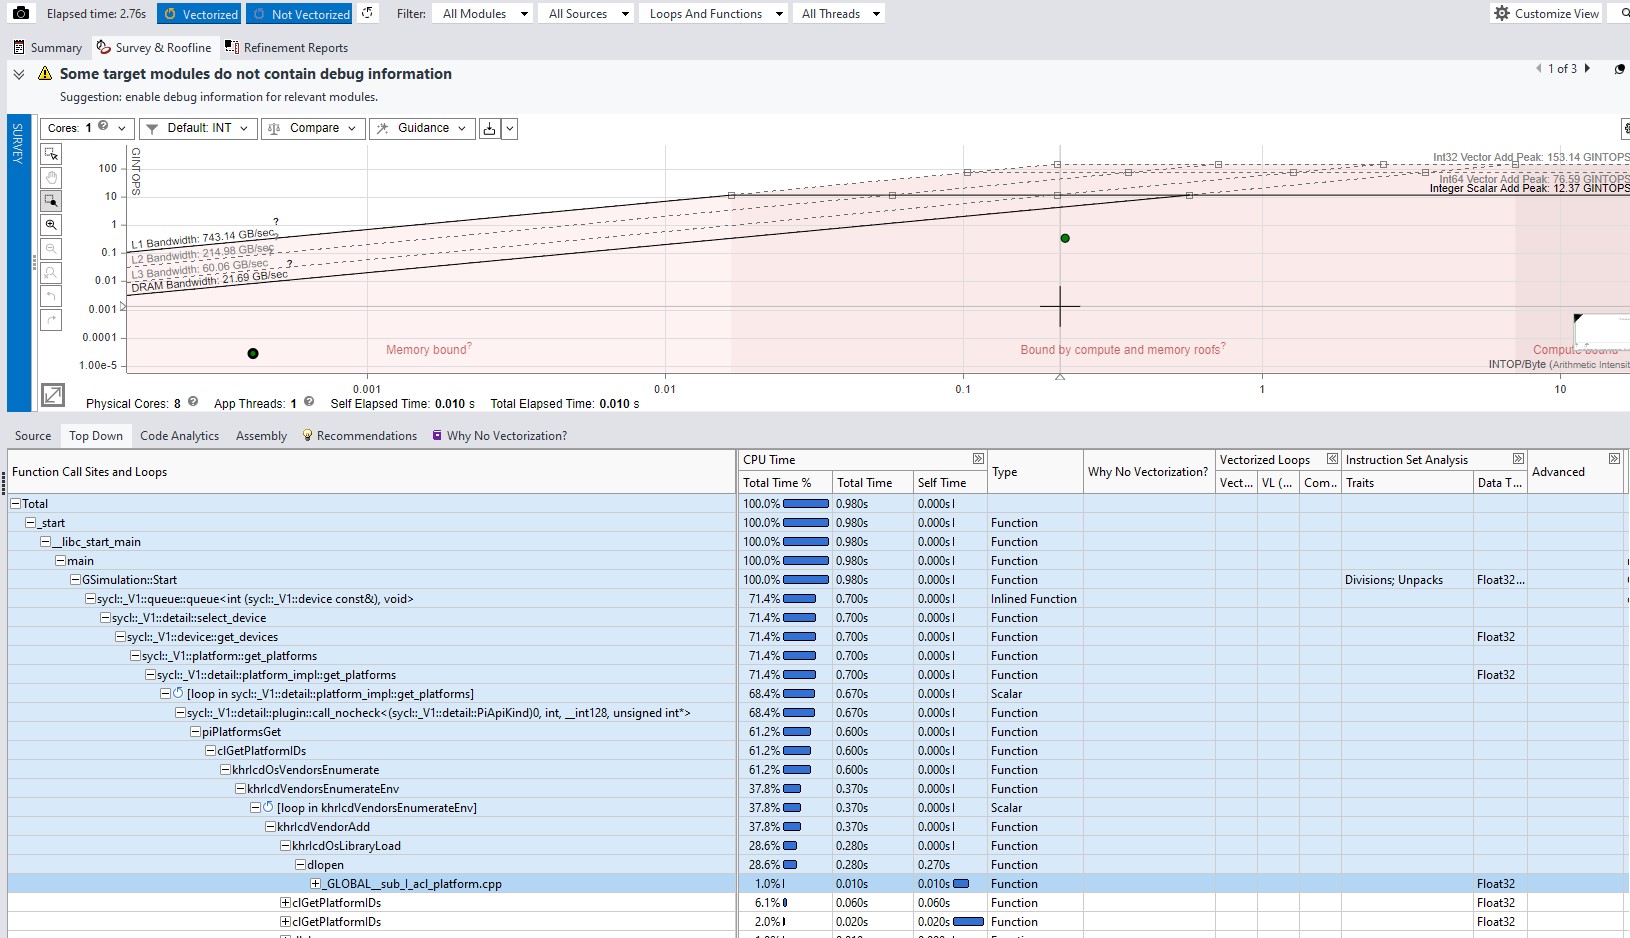 Elapsed time: 2.76s Vectorized Not Vectorized Filter: All Modules All Sources Loops And Functions All Threads Customize View
Summary Survey & Roofline Refinement Reports
Some target modules do not contain debug information 1 of 3
Suggestion: enable debug information for relevant modules.
SURVEY
Cores: 1 ? Default: INT Compare Guidance
GINTOPS
100
10
1
0.1
0.01
0.001
0.0001
1.00e-5
Int32 Vector Add Peak: 153.14 GINTOPS
Int64 Vector Add Peak: 76.59 GINTOPS
Integer Scalar Add Peak: 12.37 GINTOPS
L1 Bandwidth: 743.14 GB/sec ?
L2 Bandwidth: 214.98 GB/sec ?
L3 Bandwidth: 60.06 GB/sec ?
DRAM Bandwidth: 21.69 GB/sec
Memory bound? Bound by compute and memory roofs?
INTOP/Byte (Arithmetic Intensit
0.001 0.01 0.1 1 10
Physical Cores: 8 ? App Threads: 1 ? Self Elapsed Time: 0.010 s Total Elapsed Time: 0.010 s
Source Top Down Code Analytics Assembly Recommendations Why No Vectorization?
Function Call Sites and Loops CPU Time Type Why No Vectorization? Vectorized Loops Instruction Set Analysis Advanced
Total Time % Total Time Self Time Vect... VL (... Com.. Traits Data T...
Total 100.0% 0.980s 0.000s
_start 100.0% 0.980s 0.000s Function
__libc_start_main 100.0% 0.980s 0.000s Function
main 100.0% 0.980s 0.000s Function
GSimulation::Start 100.0% 0.980s 0.000s Function Divisions; Unpacks Float32...
sycl::_V1::queue::queue<int (sycl::_V1::device const&), void> 71.4% 0.700s 0.000s Inlined Function
sycl::_V1::detail::select_device 71.4% 0.700s 0.000s Function
sycl::_V1::device::get_devices 71.4% 0.700s 0.000s Function Float32
sycl::_V1::platform::get_platforms 71.4% 0.700s 0.000s Function
sycl::_V1::detail::platform_impl::get_platforms 71.4% 0.700s 0.000s Function Float32
[loop in sycl::_V1::detail::platform_impl::get_platforms] 68.4% 0.670s 0.000s Scalar
sycl::_V1::detail::plugin::call_nocheck<(sycl::_V1::detail::PiApiKind)0, int, __int128, unsigned int*> 68.4% 0.670s 0.000s Function
piPlatformsGet 61.2% 0.600s 0.000s Function
clGetPlatformIDs 61.2% 0.600s 0.000s Function
khrIcdOsVendorsEnumerate 61.2% 0.600s 0.000s Function
khrIcdVendorsEnumerateEnv 37.8% 0.370s 0.000s Function
[loop in khrIcdVendorsEnumerateEnv] 37.8% 0.370s 0.000s Scalar
khrIcdVendorAdd 37.8% 0.370s 0.000s Function
khrIcdOsLibraryLoad 28.6% 0.280s 0.000s Function
dlopen 28.6% 0.280s 0.270s Function
_GLOBAL__sub_I_acl_platform.cpp 1.0% 0.010s 0.010s Function Float32
clGetPlatformIDs 6.1% 0.060s 0.060s Function Float32
clGetPlatformIDs 2.0% 0.020s 0.020s Function Float32